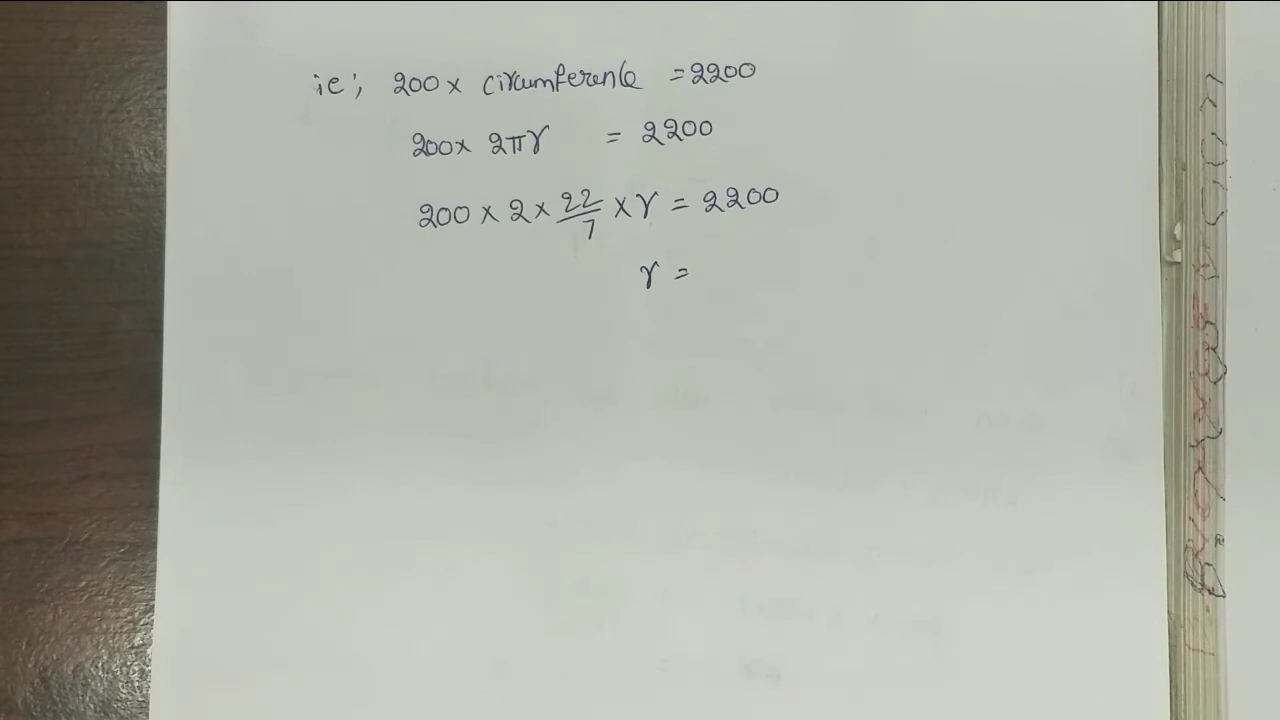 ie; 200 × circumference = 2200
200 × 2πr = 2200
200 × 2 × 22/7 × r = 2200
r =